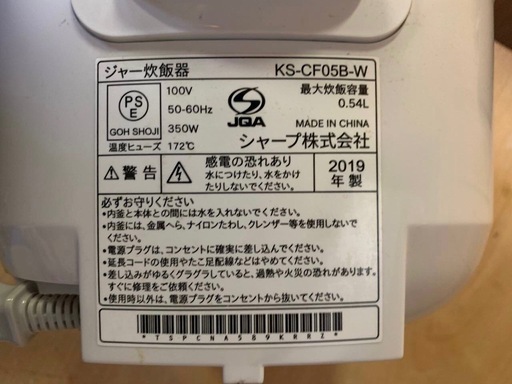 ジャー炊飯器 KS-CF05B-W
PS
E
GOH SHOJI
100V
50-60Hz
350W
温度ヒューズ 172℃
JQA
最大炊飯容量
0.54L
MADE IN CHINA
シャープ株式会社
警告
感電の恐れあり
水につけたり、水をかけ
たりしないでください。
2019
年製
必ずお守りください
・内釜と本体との間には水を入れないでください。
・内釜には、金属へら、ナイロンたわし、クレンザー等を使用しないで
ください。
・電源プラグは、コンセントに確実に差し込んでください。
・延長コードの使用やたこ足配線などはやめてください。
・差し込みがゆるくグラグラしていると、過熱や火災の恐れがあります。
すぐに修理をご依頼ください。
・使用時以外は、電源プラグをコンセントから抜いてください。
*TSPCNA589KRRZ*